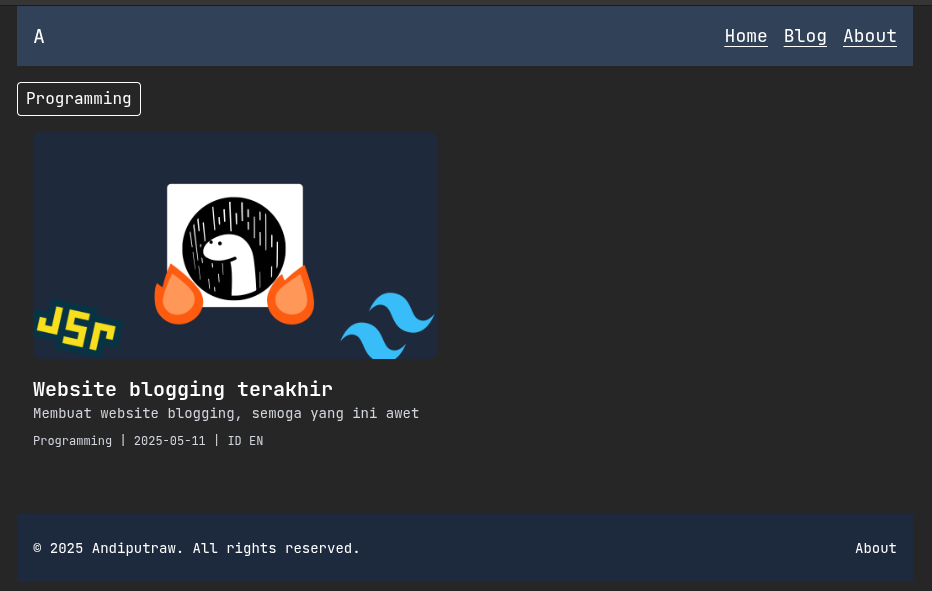 A
Home Blog About
Programming
JSR
Website blogging terakhir
Membuat website blogging, semoga yang ini awet
Programming | 2025-05-11 | ID EN
© 2025 Andiputraw. All rights reserved.
About